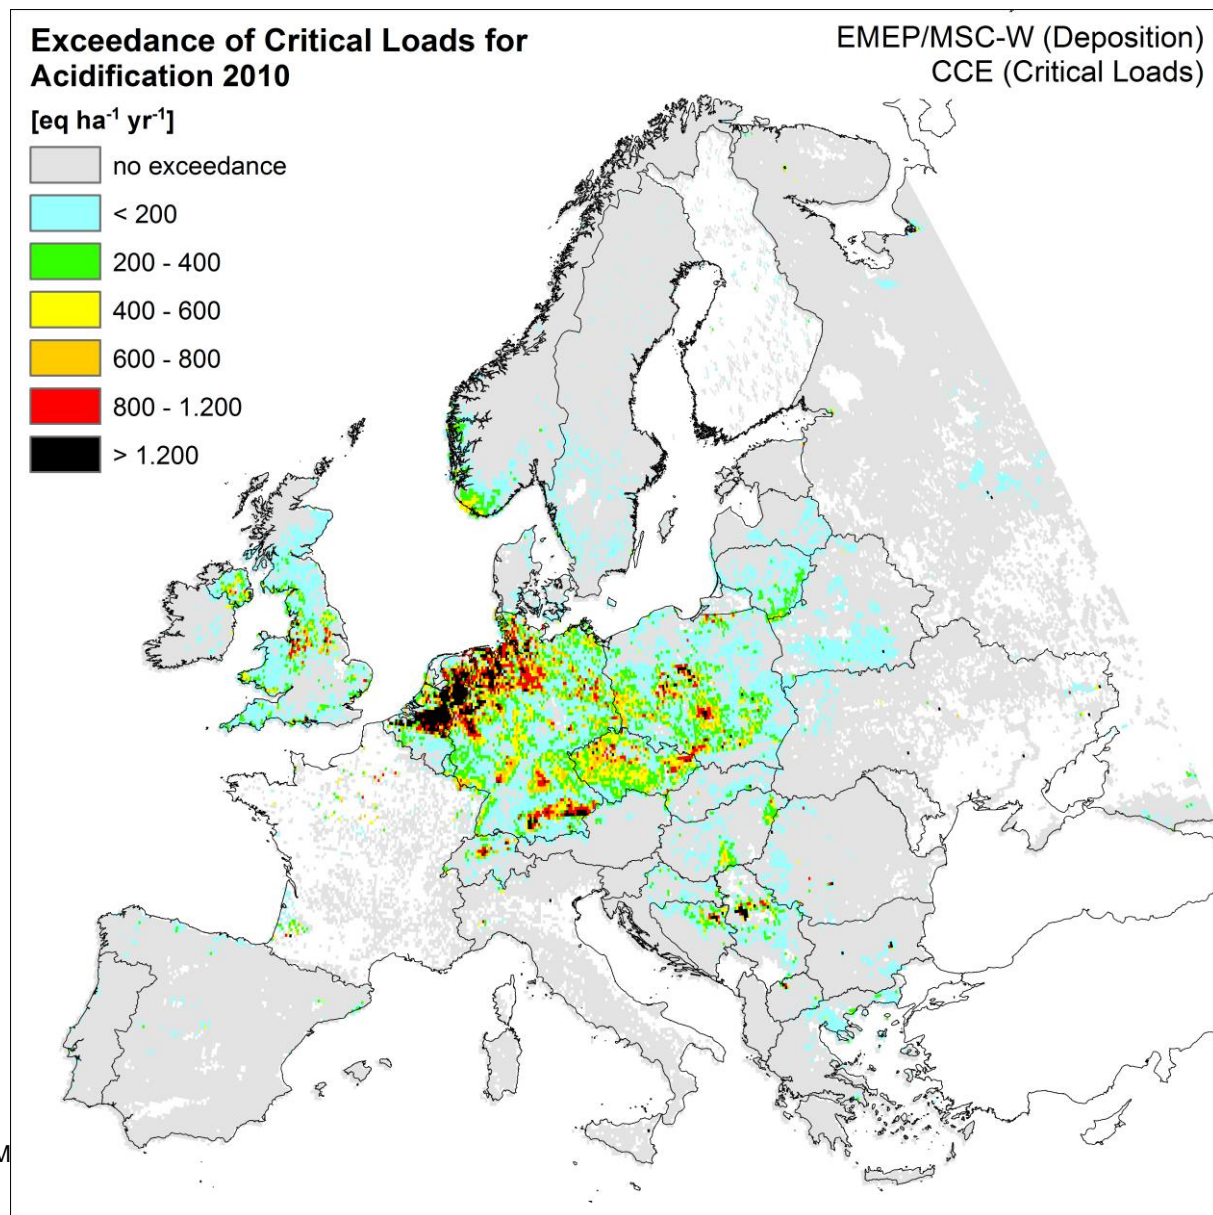 Exceedance of Critical Loads for
Acidification 2010
[eq ha⁻¹ yr⁻¹]
no exceedance
< 200
200 - 400
400 - 600
600 - 800
800 - 1.200
> 1.200
EMEP/MSC-W (Deposition)
CCE (Critical Loads)
M